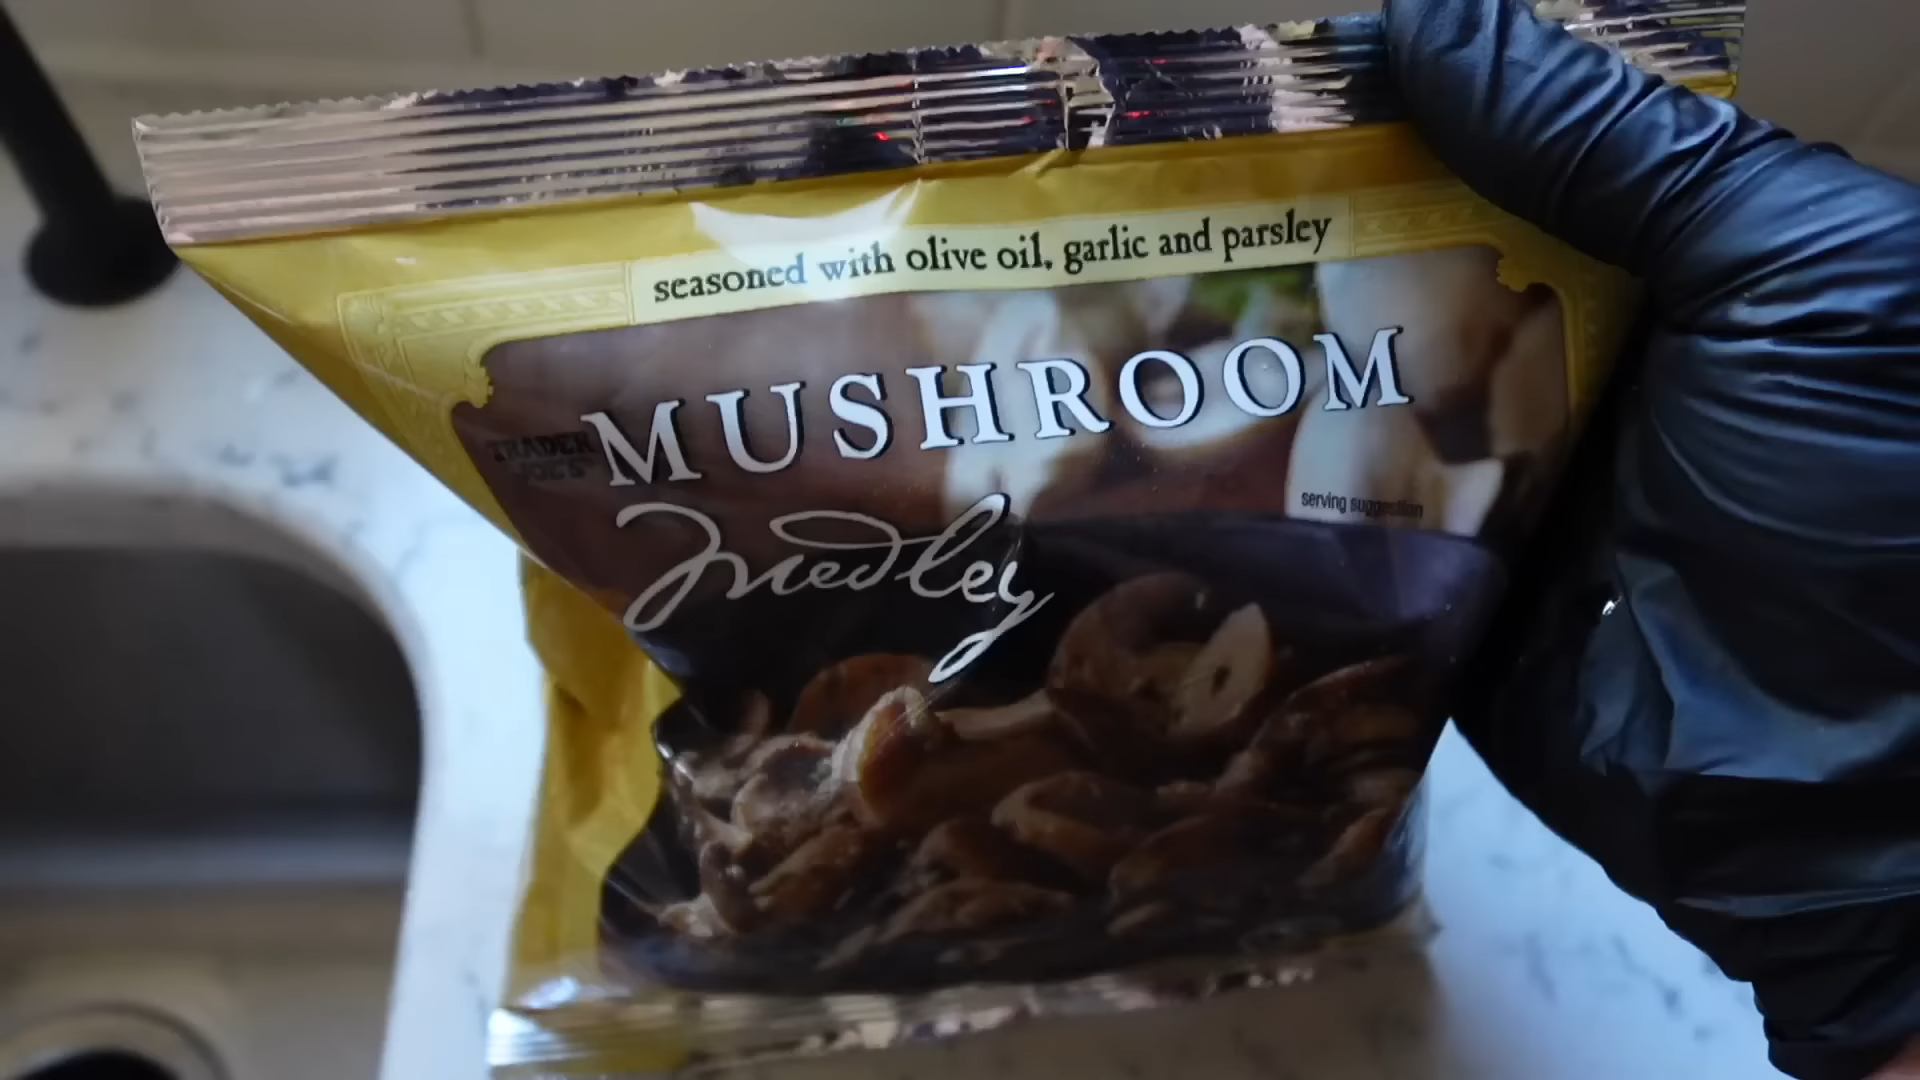 seasoned with olive oil, garlic and parsley
TRADER
JOE'S
MUSHROOM
Medley
serving suggestion